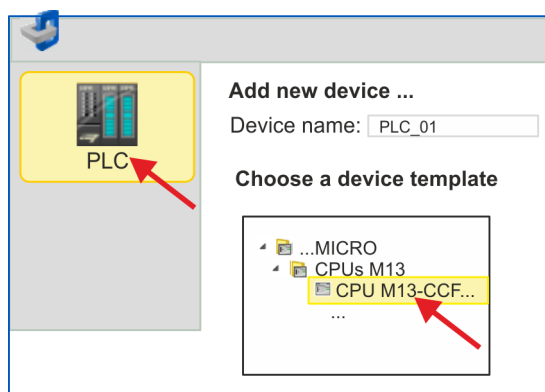 PLC
Add new device ...
Device name: PLC_01
Choose a device template
...MICRO
CPUs M13
CPU M13-CCF...
...